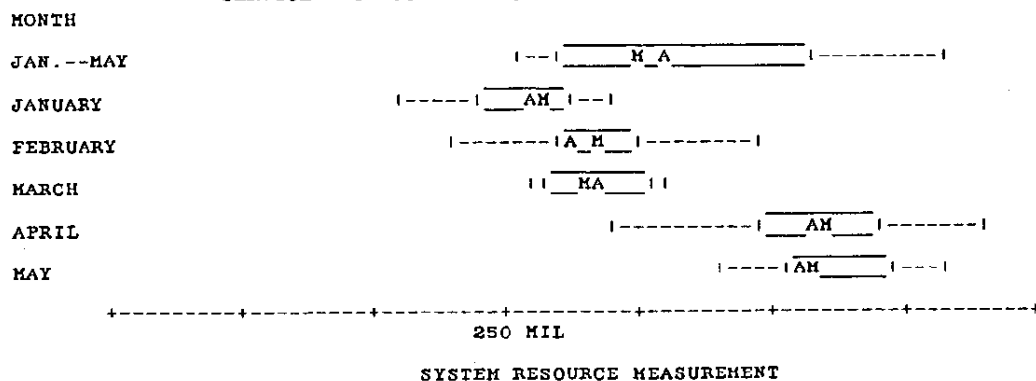 MONTH
JAN.--MAY M A
JANUARY AM
FEBRUARY A M
MARCH MA
APRIL AM
MAY AM
250 MIL
SYSTEM RESOURCE MEASUREMENT